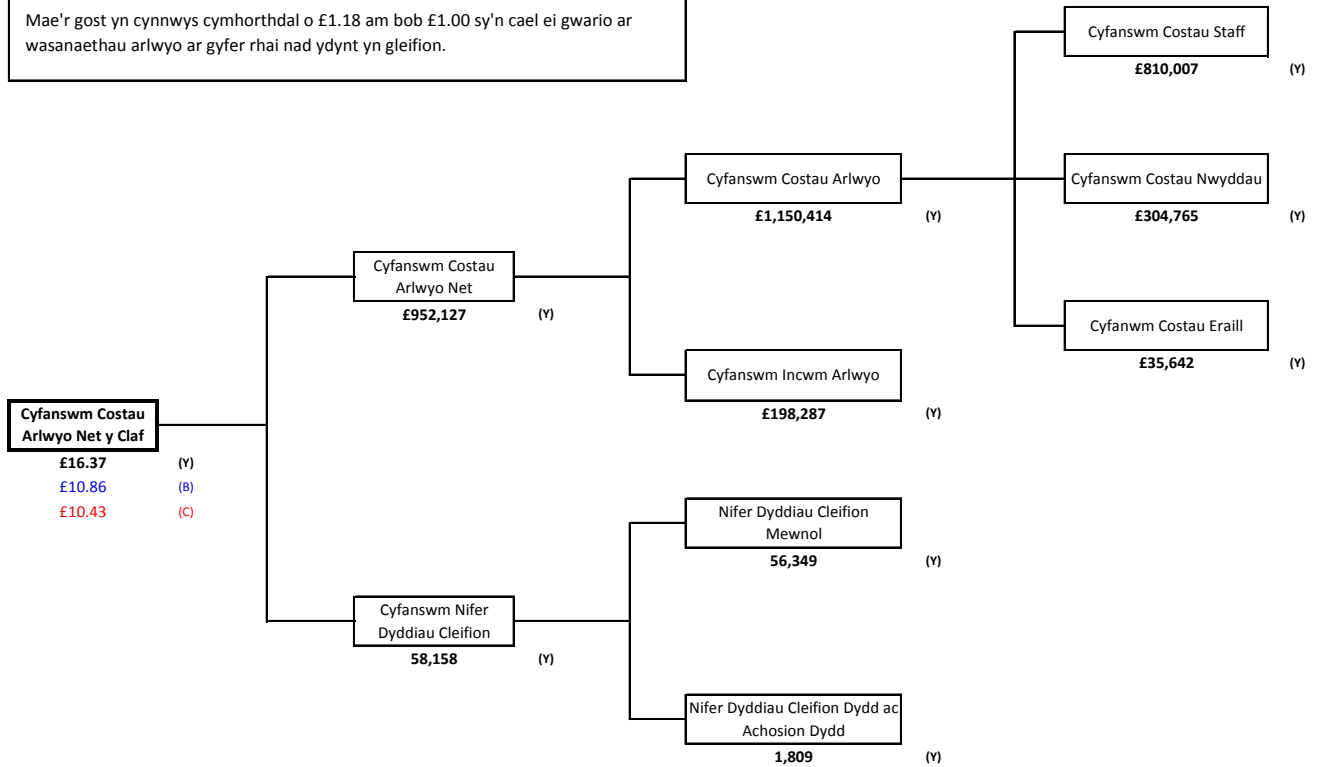 Mae'r gost yn cynnwys cymhorthdal o £1.18 am bob £1.00 sy'n cael ei gwario ar
wasanaethau arlwyo ar gyfer rhai nad ydynt yn gleifion.
Cyfanswm Costau Staff
£810,007 (Y)
Cyfanswm Costau Arlwyo
£1,150,414 (Y)
Cyfanswm Costau Nwyddau
£304,765 (Y)
Cyfanswm Costau
Arlwyo Net
£952,127 (Y)
Cyfanwm Costau Eraill
£35,642 (Y)
Cyfanswm Incwm Arlwyo
£198,287 (Y)
Cyfanswm Costau
Arlwyo Net y Claf
£16.37 (Y)
£10.86 (B)
£10.43 (C)
Nifer Dyddiau Cleifion
Mewnol
56,349 (Y)
Cyfanswm Nifer
Dyddiau Cleifion
58,158 (Y)
Nifer Dyddiau Cleifion Dydd ac
Achosion Dydd
1,809 (Y)